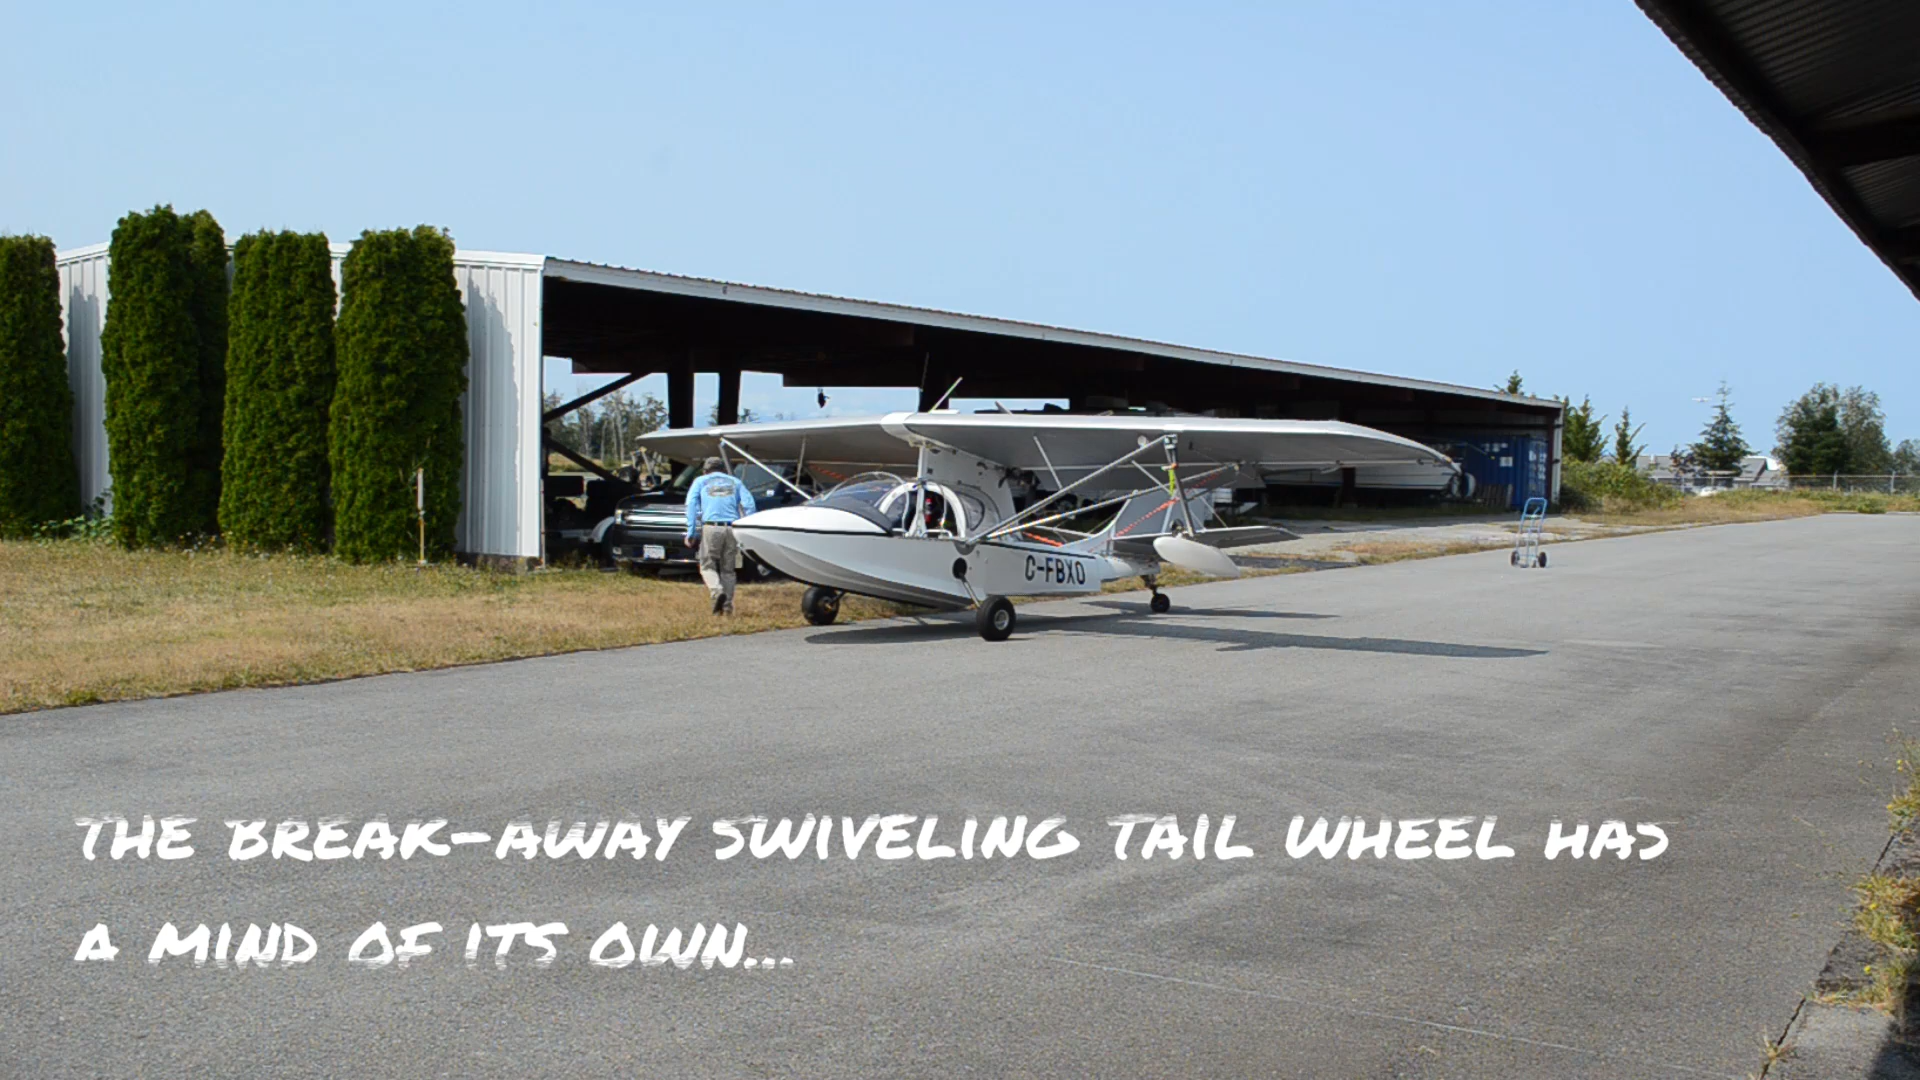 C-FBXO
THE BREAK-AWAY SWIVELING TAIL WHEEL HAS
A MIND OF ITS OWN...